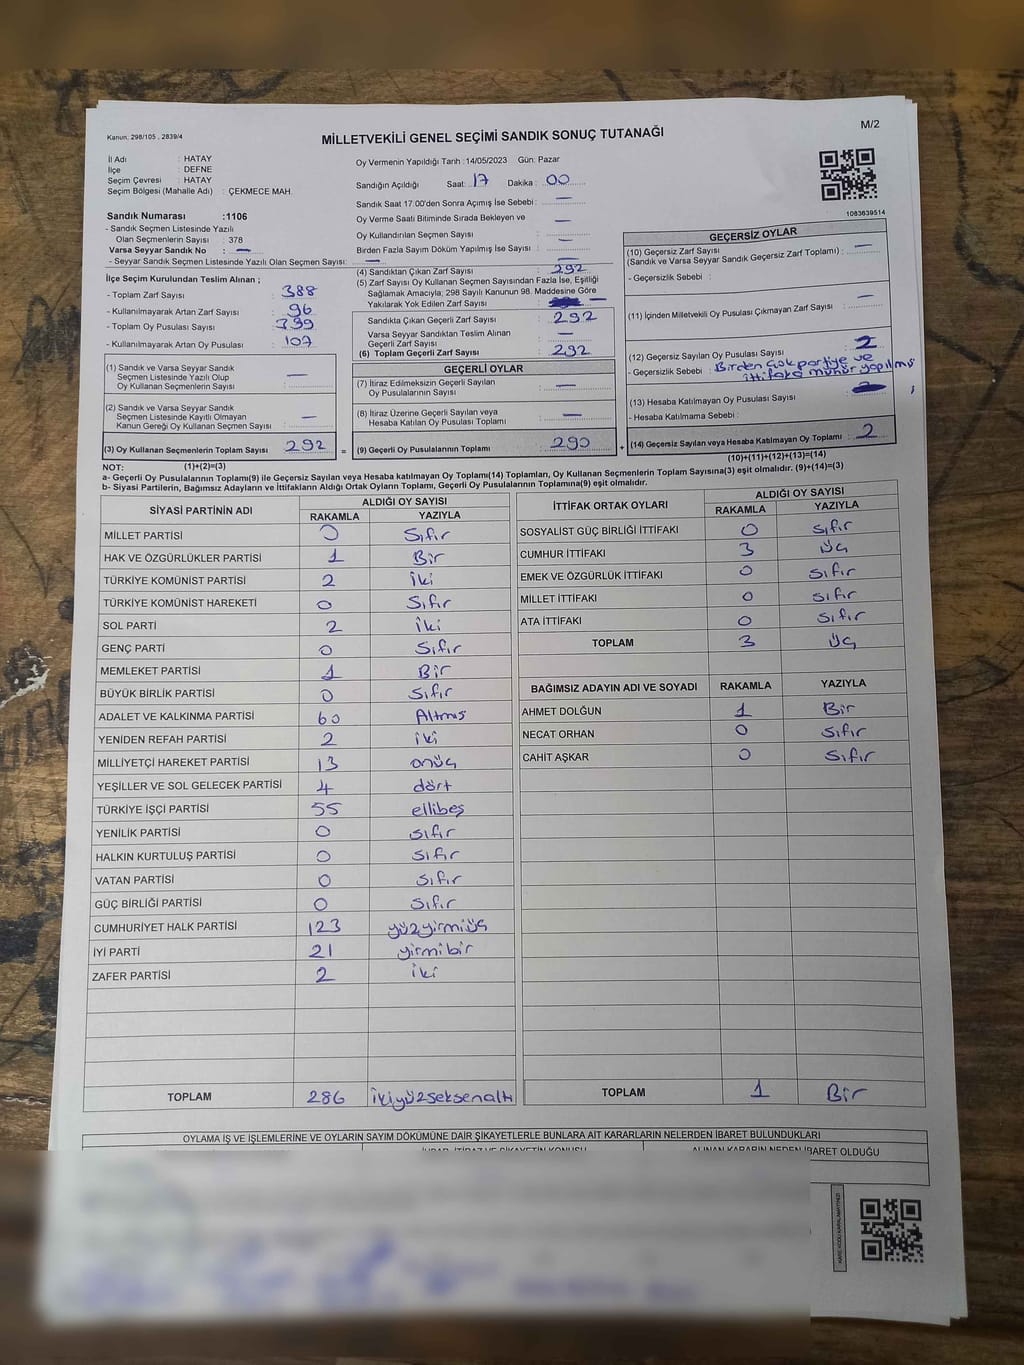 Kanun, 298/105 , 2839/4
MİLLETVEKİLİ GENEL SEÇİMİ SANDIK SONUÇ TUTANAĞI
M/2
İl Adı : HATAY
İlçe : DEFNE
Seçim Çevresi : HATAY
Seçim Bölgesi (Mahalle Adı) : ÇEKMECE MAH.
Oy Vermenin Yapıldığı Tarih :14/05/2023 Gün: Pazar
Sandığın Açıldığı Saat: 17 Dakika : 00
Sandık Saat 17:00'den Sonra Açımış İse Sebebi : —
Oy Verme Saati Bitiminde Sırada Bekleyen ve
Oy Kullandırılan Seçmen Sayısı : —
Birden Fazla Sayım Döküm Yapılmış İse Sayısı : —
1083639514
Sandık Numarası :1106
- Sandık Seçmen Listesinde Yazılı
Olan Seçmenlerin Sayısı : 378
Varsa Seyyar Sandık No : —
- Seyyar Sandık Seçmen Listesinde Yazılı Olan Seçmen Sayısı: —
İlçe Seçim Kurulundan Teslim Alınan ;
- Toplam Zarf Sayısı : 388
- Kullanılmayarak Artan Zarf Sayısı : 96
- Toplam Oy Pusulası Sayısı : 399
- Kullanılmayarak Artan Oy Pusulası : 107
(1) Sandık ve Varsa Seyyar Sandık
Seçmen Listesinde Yazılı Olup
Oy Kullanan Seçmenlerin Sayısı : —
(2) Sandık ve Varsa Seyyar Sandık
Seçmen Listesinde Kayıtlı Olmayan
Kanun Gereği Oy Kullanan Seçmen Sayısı : —
(3) Oy Kullanan Seçmenlerin Toplam Sayısı : 292 =
(4) Sandıktan Çıkan Zarf Sayısı : 292
(5) Zarf Sayısı Oy Kullanan Seçmen Sayısından Fazla İse, Eşitliği
Sağlamak Amacıyla; 298 Sayılı Kanunun 98. Maddesine Göre
Yakılarak Yok Edilen Zarf Sayısı : —
Sandıkta Çıkan Geçerli Zarf Sayısı : 292
Varsa Seyyar Sandıktan Teslim Alınan
Geçerli Zarf Sayısı : —
(6) Toplam Geçerli Zarf Sayısı : 292
GEÇERLİ OYLAR
(7) İtiraz Edilmeksizin Geçerli Sayılan
Oy Pusulalarının Sayısı : —
(8) İtiraz Üzerine Geçerli Sayılan veya
Hesaba Katılan Oy Pusulası Toplamı : —
(9) Geçerli Oy Pusulalarının Toplamı : 290 +
GEÇERSİZ OYLAR
(10) Geçersiz Zarf Sayısı : —
(Sandık ve Varsa Seyyar Sandık Geçersiz Zarf Toplamı)
- Geçersizlik Sebebi :
(11) İçinden Milletvekili Oy Pusulası Çıkmayan Zarf Sayısı : —
(12) Geçersiz Sayılan Oy Pusulası Sayısı : 2
- Geçersizlik Sebebi : Birden çok partiye ve
ittifaka mühür yapılmış
(13) Hesaba Katılmayan Oy Pusulası Sayısı :
- Hesaba Katılmama Sebebi :
(14) Geçersiz Sayılan veya Hesaba Katılmayan Oy Toplamı : 2
NOT: (1)+(2)=(3)
(10)+(11)+(12)+(13)=(14)
a- Geçerli Oy Pusulalarının Toplamı(9) ile Geçersiz Sayılan veya Hesaba katılmayan Oy Toplamı(14) Toplamları, Oy Kullanan Seçmenlerin Toplam Sayısına(3) eşit olmalıdır. (9)+(14)=(3)
b- Siyasi Partilerin, Bağımsız Adayların ve İttifakların Aldığı Ortak Oyların Toplamı, Geçerli Oy Pusulalarının Toplamına(9) eşit olmalıdır.
SİYASİ PARTİNİN ADI ALDIĞI OY SAYISI
RAKAMLA YAZIYLA
MİLLET PARTİSİ 0 Sıfır
HAK VE ÖZGÜRLÜKLER PARTİSİ 1 Bir
TÜRKİYE KOMÜNİST PARTİSİ 2 iki
TÜRKİYE KOMÜNİST HAREKETİ 0 Sıfır
SOL PARTİ 2 iki
GENÇ PARTİ 0 Sıfır
MEMLEKET PARTİSİ 1 Bir
BÜYÜK BİRLİK PARTİSİ 0 Sıfır
ADALET VE KALKINMA PARTİSİ 60 Altmış
YENİDEN REFAH PARTİSİ 2 iki
MİLLİYETÇİ HAREKET PARTİSİ 13 onüç
YEŞİLLER VE SOL GELECEK PARTİSİ 4 dört
TÜRKİYE İŞÇİ PARTİSİ 55 ellibeş
YENİLİK PARTİSİ 0 sıfır
HALKIN KURTULUŞ PARTİSİ 0 sıfır
VATAN PARTİSİ 0 sıfır
GÜÇ BİRLİĞİ PARTİSİ 0 sıfır
CUMHURİYET HALK PARTİSİ 123 yüzyirmiüç
İYİ PARTİ 21 yirmibir
ZAFER PARTİSİ 2 iki
TOPLAM 286 ikiyüzseksenaltı
İTTİFAK ORTAK OYLARI ALDIĞI OY SAYISI
RAKAMLA YAZIYLA
SOSYALİST GÜÇ BİRLİĞİ İTTİFAKI 0 sıfır
CUMHUR İTTİFAKI 3 üç
EMEK VE ÖZGÜRLÜK İTTİFAKI 0 sıfır
MİLLET İTTİFAKI 0 sıfır
ATA İTTİFAKI 0 sıfır
TOPLAM 3 üç
BAĞIMSIZ ADAYIN ADI VE SOYADI RAKAMLA YAZIYLA
AHMET DOLĞUN 1 Bir
NECAT ORHAN 0 sıfır
CAHİT AŞKAR 0 sıfır
TOPLAM 1 Bir
OYLAMA İŞ VE İŞLEMLERİNE VE OYLARIN SAYIM DÖKÜMÜNE DAİR ŞİKAYETLERLE BUNLARA AİT KARARLARIN NELERDEN İBARET BULUNDUKLARI
İHBAR, İTİRAZ VE ŞİKAYETİN KONUSU ALINAN KARARIN NEDEN İBARET OLDUĞU